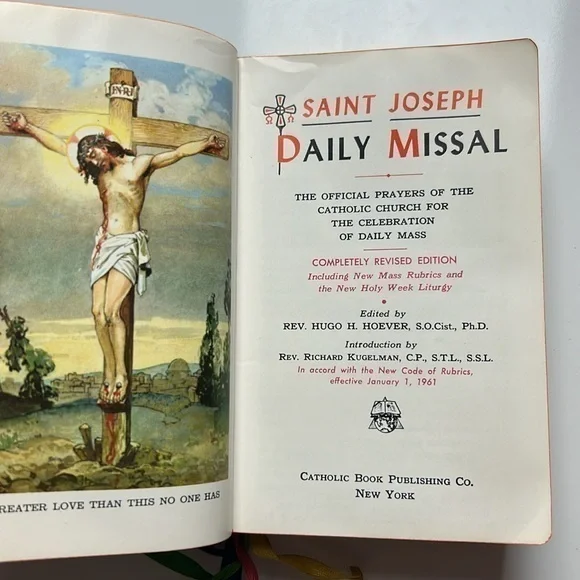 INRI
REATER LOVE THAN THIS NO ONE HAS
SAINT JOSEPH
DAILY MISSAL
THE OFFICIAL PRAYERS OF THE
CATHOLIC CHURCH FOR
THE CELEBRATION
OF DAILY MASS
COMPLETELY REVISED EDITION
Including New Mass Rubrics and
the New Holy Week Liturgy
Edited by
REV. HUGO H. HOEVER, S.O.Cist., Ph.D.
Introduction by
REV. RICHARD KUGELMAN, C.P., S.T.L., S.S.L.
In accord with the New Code of Rubrics,
effective January 1, 1961
CATHOLIC BOOK PUBLISHING CO.
NEW YORK